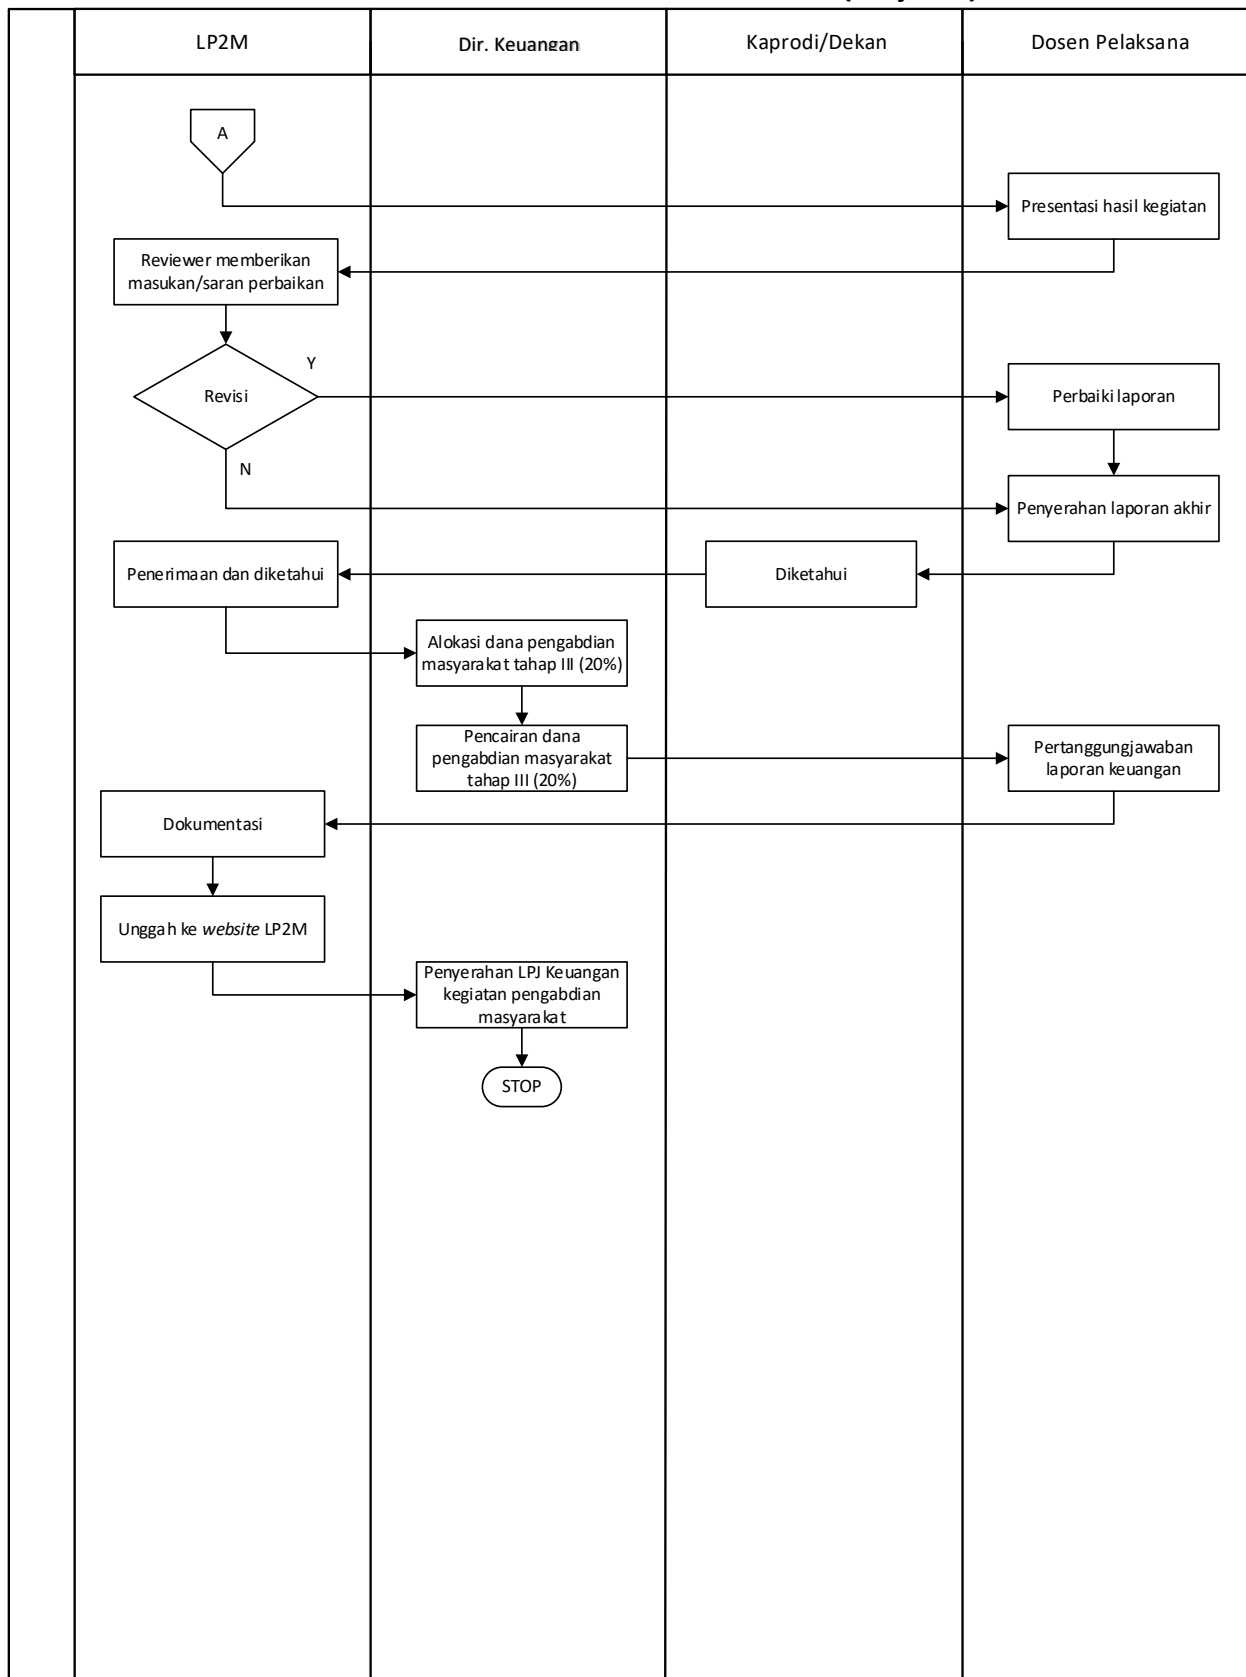 LP2M
Dir. Keuangan
Kaprodi/Dekan
Dosen Pelaksana
A
Presentasi hasil kegiatan
Reviewer memberikan
masukan/saran perbaikan
Revisi
Y
N
Perbaiki laporan
Penyerahan laporan akhir
Diketahui
Penerimaan dan diketahui
Alokasi dana pengabdian
masyarakat tahap III (20%)
Pencairan dana
pengabdian masyarakat
tahap III (20%)
Pertanggungjawaban
laporan keuangan
Dokumentasi
Unggah ke website LP2M
Penyerahan LPJ Keuangan
kegiatan pengabdian
masyarakat
STOP